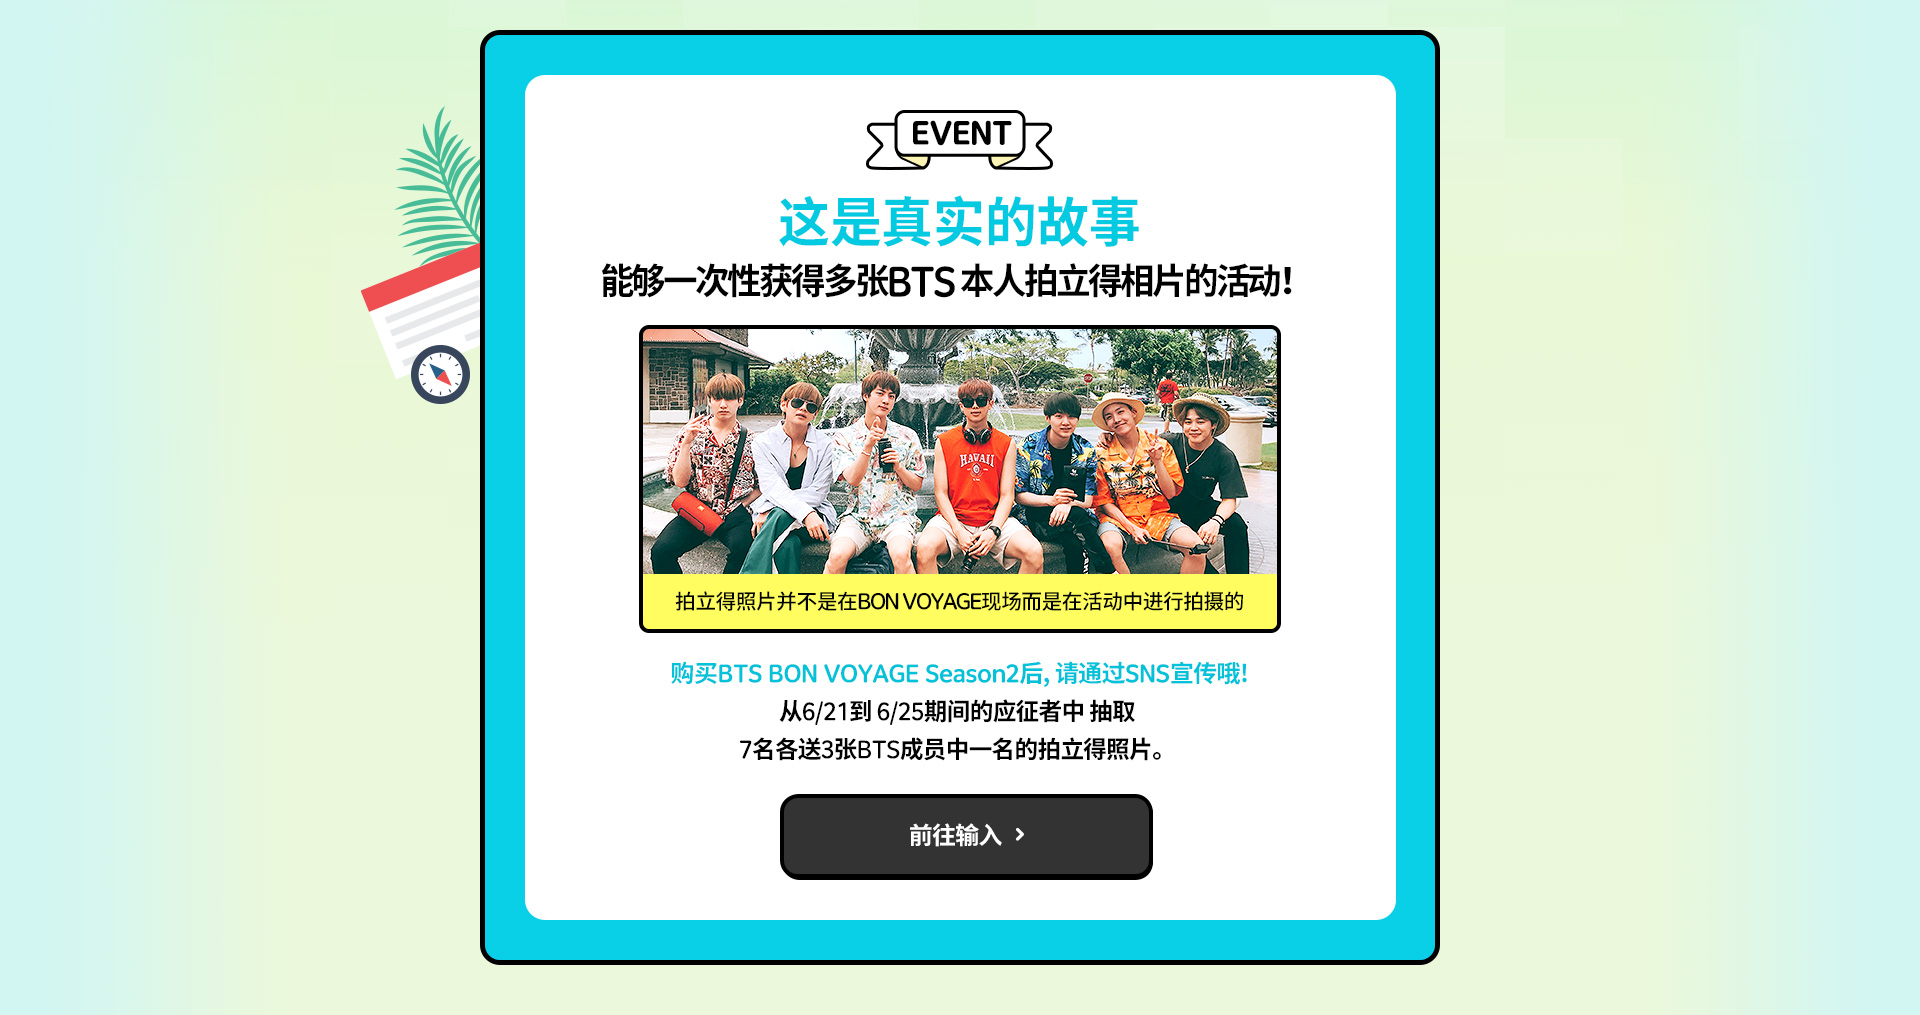 EVENT
这是真实的故事
能够一次性获得多张BTS 本人拍立得相片的活动!
HAWAII
拍立得照片并不是在BON VOYAGE现场而是在活动中进行拍摄的
购买BTS BON VOYAGE Season2后, 请通过SNS宣传哦!
从6/21到 6/25期间的应征者中 抽取
7名各送3张BTS成员中一名的拍立得照片。
前往输入 >